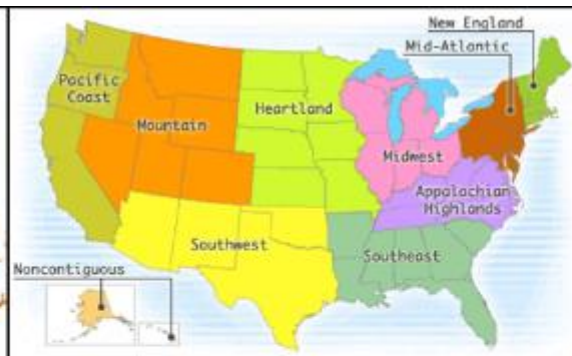 New England
Mid-Atlantic
Pacific
Coast
Heartland
Mountain
Midwest
Appalachian
Highlands
Southwest
Southeast
Noncontiguous